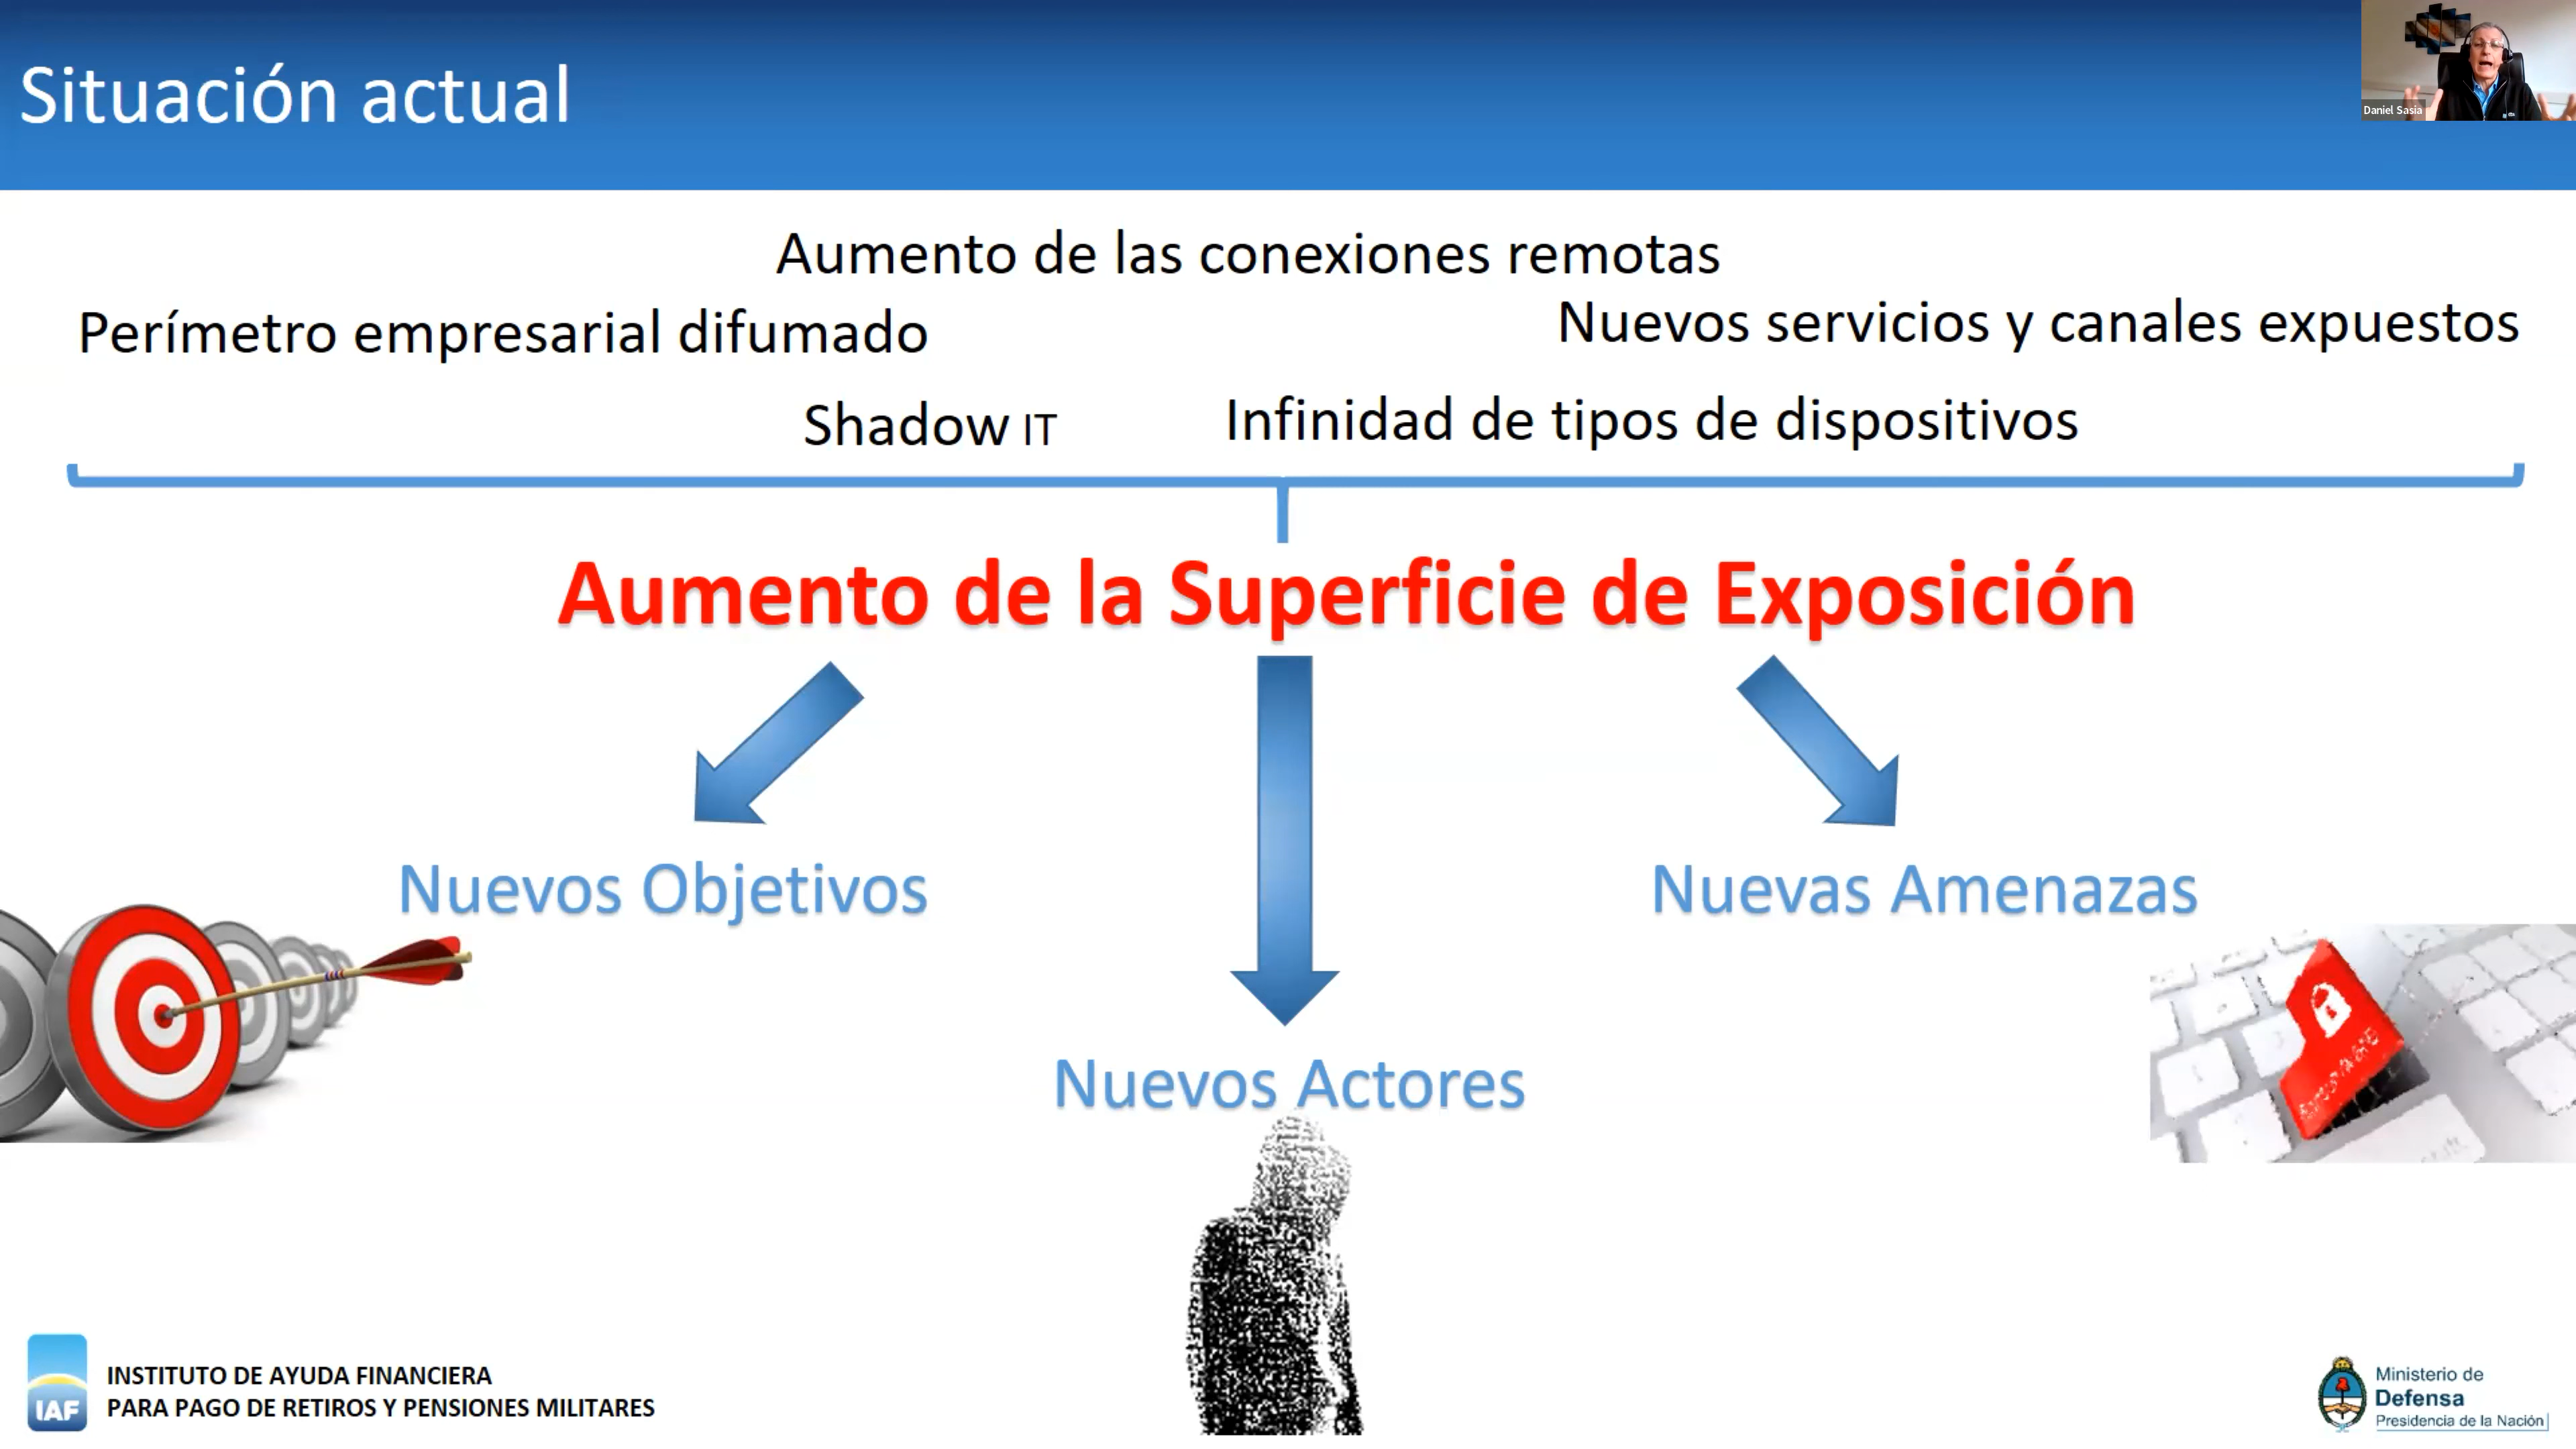 Situación actual
Daniel Sasia
Aumento de las conexiones remotas
Perímetro empresarial difumado
Nuevos servicios y canales expuestos
Shadow IT
Infinidad de tipos de dispositivos
Aumento de la Superficie de Exposición
Nuevos Objetivos
Nuevas Amenazas
Nuevos Actores
IAF
INSTITUTO DE AYUDA FINANCIERA
PARA PAGO DE RETIROS Y PENSIONES MILITARES
Ministerio de
Defensa
Presidencia de la Nación